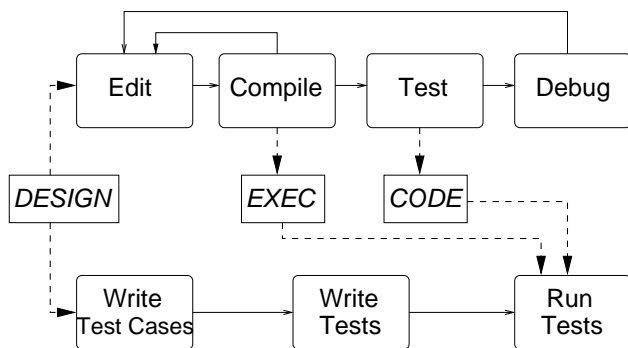 Edit
Compile
Test
Debug
DESIGN
EXEC
CODE
Write
Test Cases
Write
Tests
Run
Tests